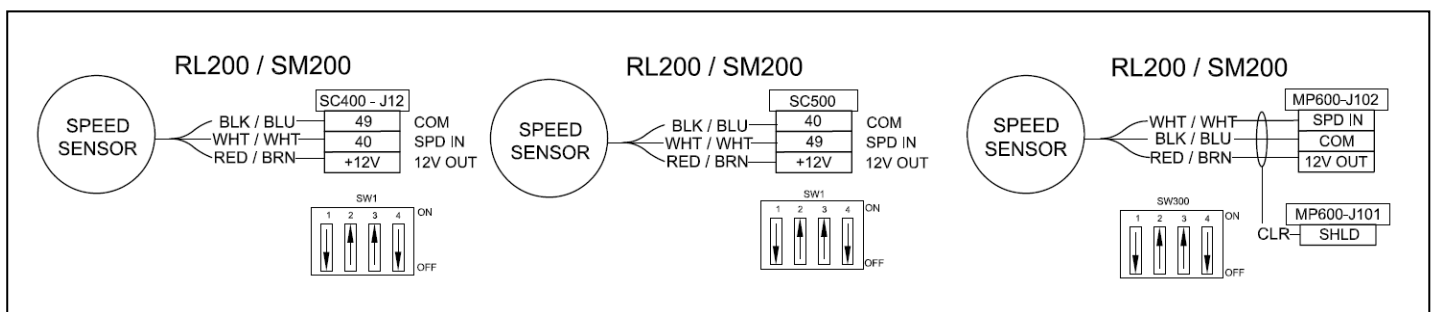 RL200 / SM200
SPEED
SENSOR
SC400 - J12
BLK / BLU 49 COM
WHT / WHT 40 SPD IN
RED / BRN +12V 12V OUT
SW1
1 2 3 4 ON
OFF
RL200 / SM200
SPEED
SENSOR
SC500
BLK / BLU 40 COM
WHT / WHT 49 SPD IN
RED / BRN +12V 12V OUT
SW1
1 2 3 4 ON
OFF
RL200 / SM200
SPEED
SENSOR
MP600-J102
WHT / WHT SPD IN
BLK / BLU COM
RED / BRN 12V OUT
SW300
1 2 3 4 ON
OFF
MP600-J101
CLR SHLD